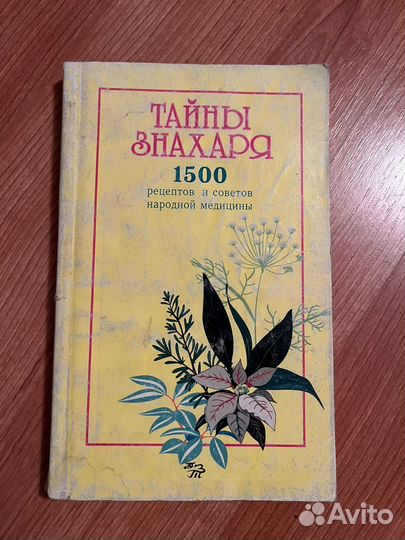 ТАЙНЫ
ЗНАХАРЯ
1500
рецептов и советов
народной медицины
Avito